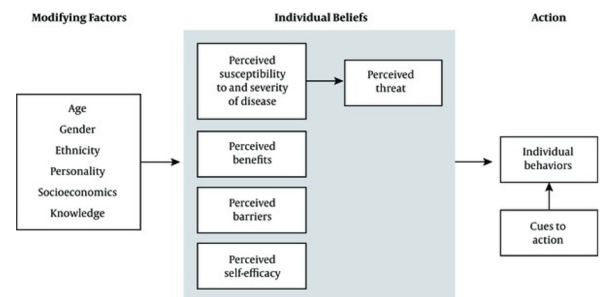 Modifying Factors
Individual Beliefs
Action
Age
Gender
Ethnicity
Personality
Socioeconomics
Knowledge
Perceived
susceptibility
to and severity
of disease
Perceived
threat
Perceived
benefits
Perceived
barriers
Perceived
self-efficacy
Individual
behaviors
Cues to
action